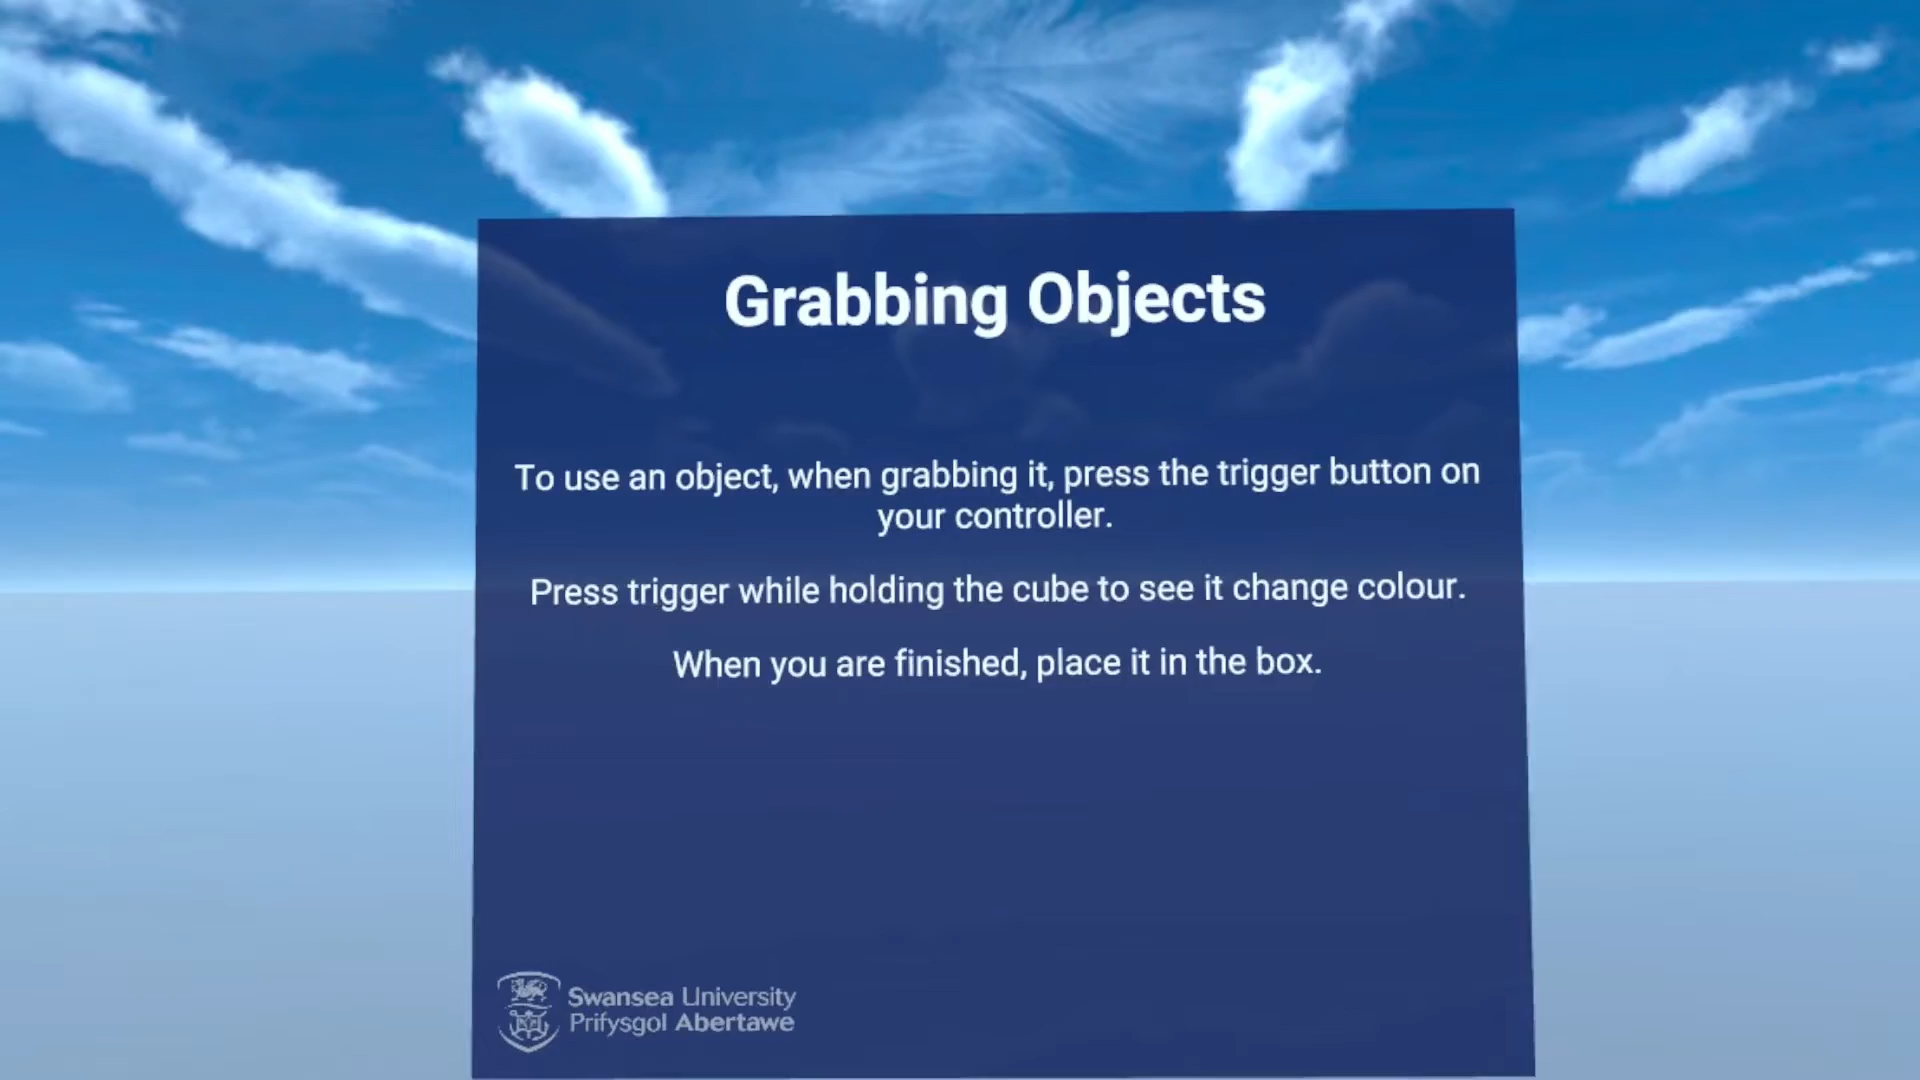 Grabbing Objects
To use an object, when grabbing it, press the trigger button on
your controller.
Press trigger while holding the cube to see it change colour.
When you are finished, place it in the box.
Swansea University
Prifysgol Abertawe